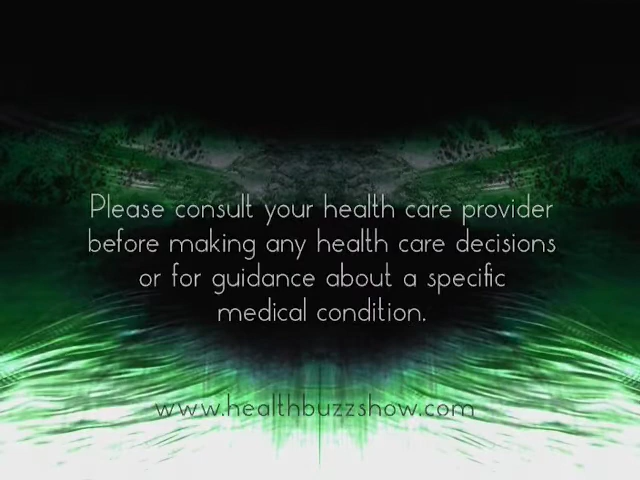 Please consult your health care provider
before making any health care decisions
or for guidance about a specific
medical condition.
www.healthbuzzshow.com